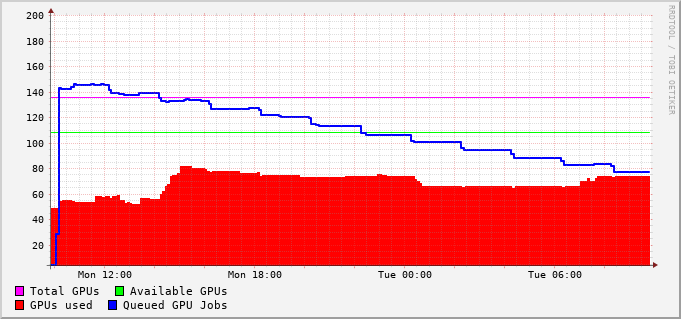 200
180
160
140
120
100
80
60
40
20
Mon 12:00 Mon 18:00 Tue 00:00 Tue 06:00
Total GPUs Available GPUs
GPUs used Queued GPU Jobs
RRDTOOL / TOBI OETIKER